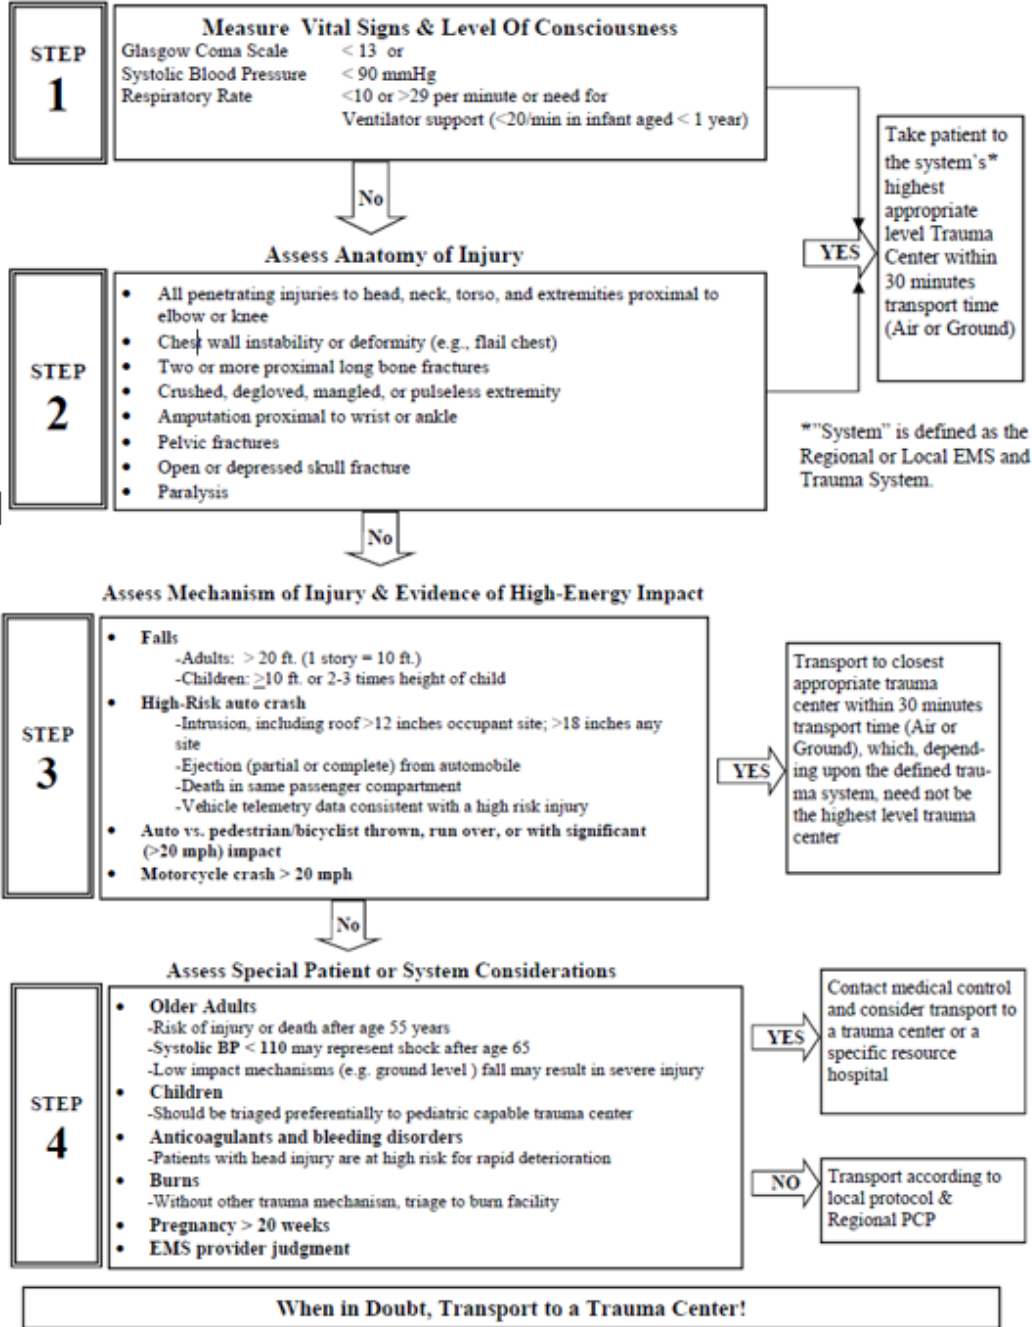 STEP
1
Measure Vital Signs & Level Of Consciousness
Glasgow Coma Scale < 13 or
Systolic Blood Pressure < 90 mmHg
Respiratory Rate <10 or >29 per minute or need for
Ventilator support (<20/min in infant aged < 1 year)
No
YES
Take patient to
the system's*
highest
appropriate
level Trauma
Center within
30 minutes
transport time
(Air or Ground)
Assess Anatomy of Injury
STEP
2
• All penetrating injuries to head, neck, torso, and extremities proximal to
elbow or knee
• Chest wall instability or deformity (e.g., flail chest)
• Two or more proximal long bone fractures
• Crushed, degloved, mangled, or pulseless extremity
• Amputation proximal to wrist or ankle
• Pelvic fractures
• Open or depressed skull fracture
• Paralysis
*"System" is defined as the
Regional or Local EMS and
Trauma System.
No
Assess Mechanism of Injury & Evidence of High-Energy Impact
STEP
3
• Falls
-Adults: > 20 ft. (1 story = 10 ft.)
-Children: ≥10 ft. or 2-3 times height of child
• High-Risk auto crash
-Intrusion, including roof >12 inches occupant site; >18 inches any
site
-Ejection (partial or complete) from automobile
-Death in same passenger compartment
-Vehicle telemetry data consistent with a high risk injury
• Auto vs. pedestrian/bicyclist thrown, run over, or with significant
(>20 mph) impact
• Motorcycle crash > 20 mph
YES
Transport to closest
appropriate trauma
center within 30 minutes
transport time (Air or
Ground), which, depend-
ing upon the defined trau-
ma system, need not be
the highest level trauma
center
No
Assess Special Patient or System Considerations
STEP
4
• Older Adults
-Risk of injury or death after age 55 years
-Systolic BP < 110 may represent shock after age 65
-Low impact mechanisms (e.g. ground level ) fall may result in severe injury
• Children
-Should be triaged preferentially to pediatric capable trauma center
• Anticoagulants and bleeding disorders
-Patients with head injury are at high risk for rapid deterioration
• Burns
-Without other trauma mechanism, triage to burn facility
• Pregnancy > 20 weeks
• EMS provider judgment
YES
Contact medical control
and consider transport to
a trauma center or a
specific resource
hospital
NO
Transport according to
local protocol &
Regional PCP
When in Doubt, Transport to a Trauma Center!